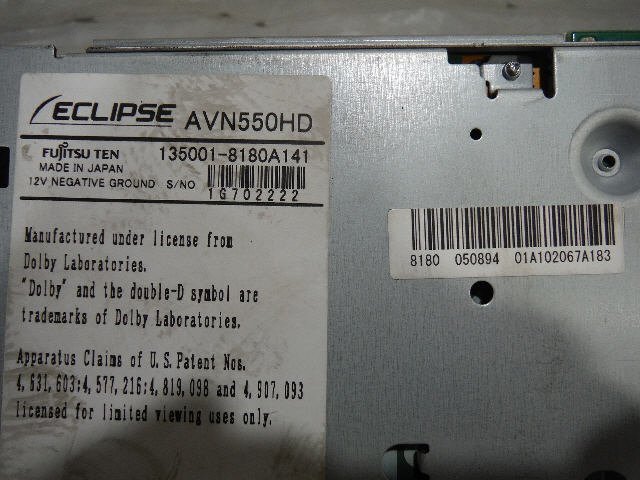 ECLIPSE AVN550HD
FUJITSU TEN 135001-8180A141
MADE IN JAPAN
12V NEGATIVE GROUND S/NO 1G702222
Manufactured under license from
Dolby Laboratories.
"Dolby" and the double-D symbol are
trademarks of Dolby Laboratories.
Apparatus Claims of U.S. Patent Nos.
4,631,603;4,577,216;4,819,098 and 4,907,093
licensed for limited viewing uses only.
8180 050894 01A102067A183